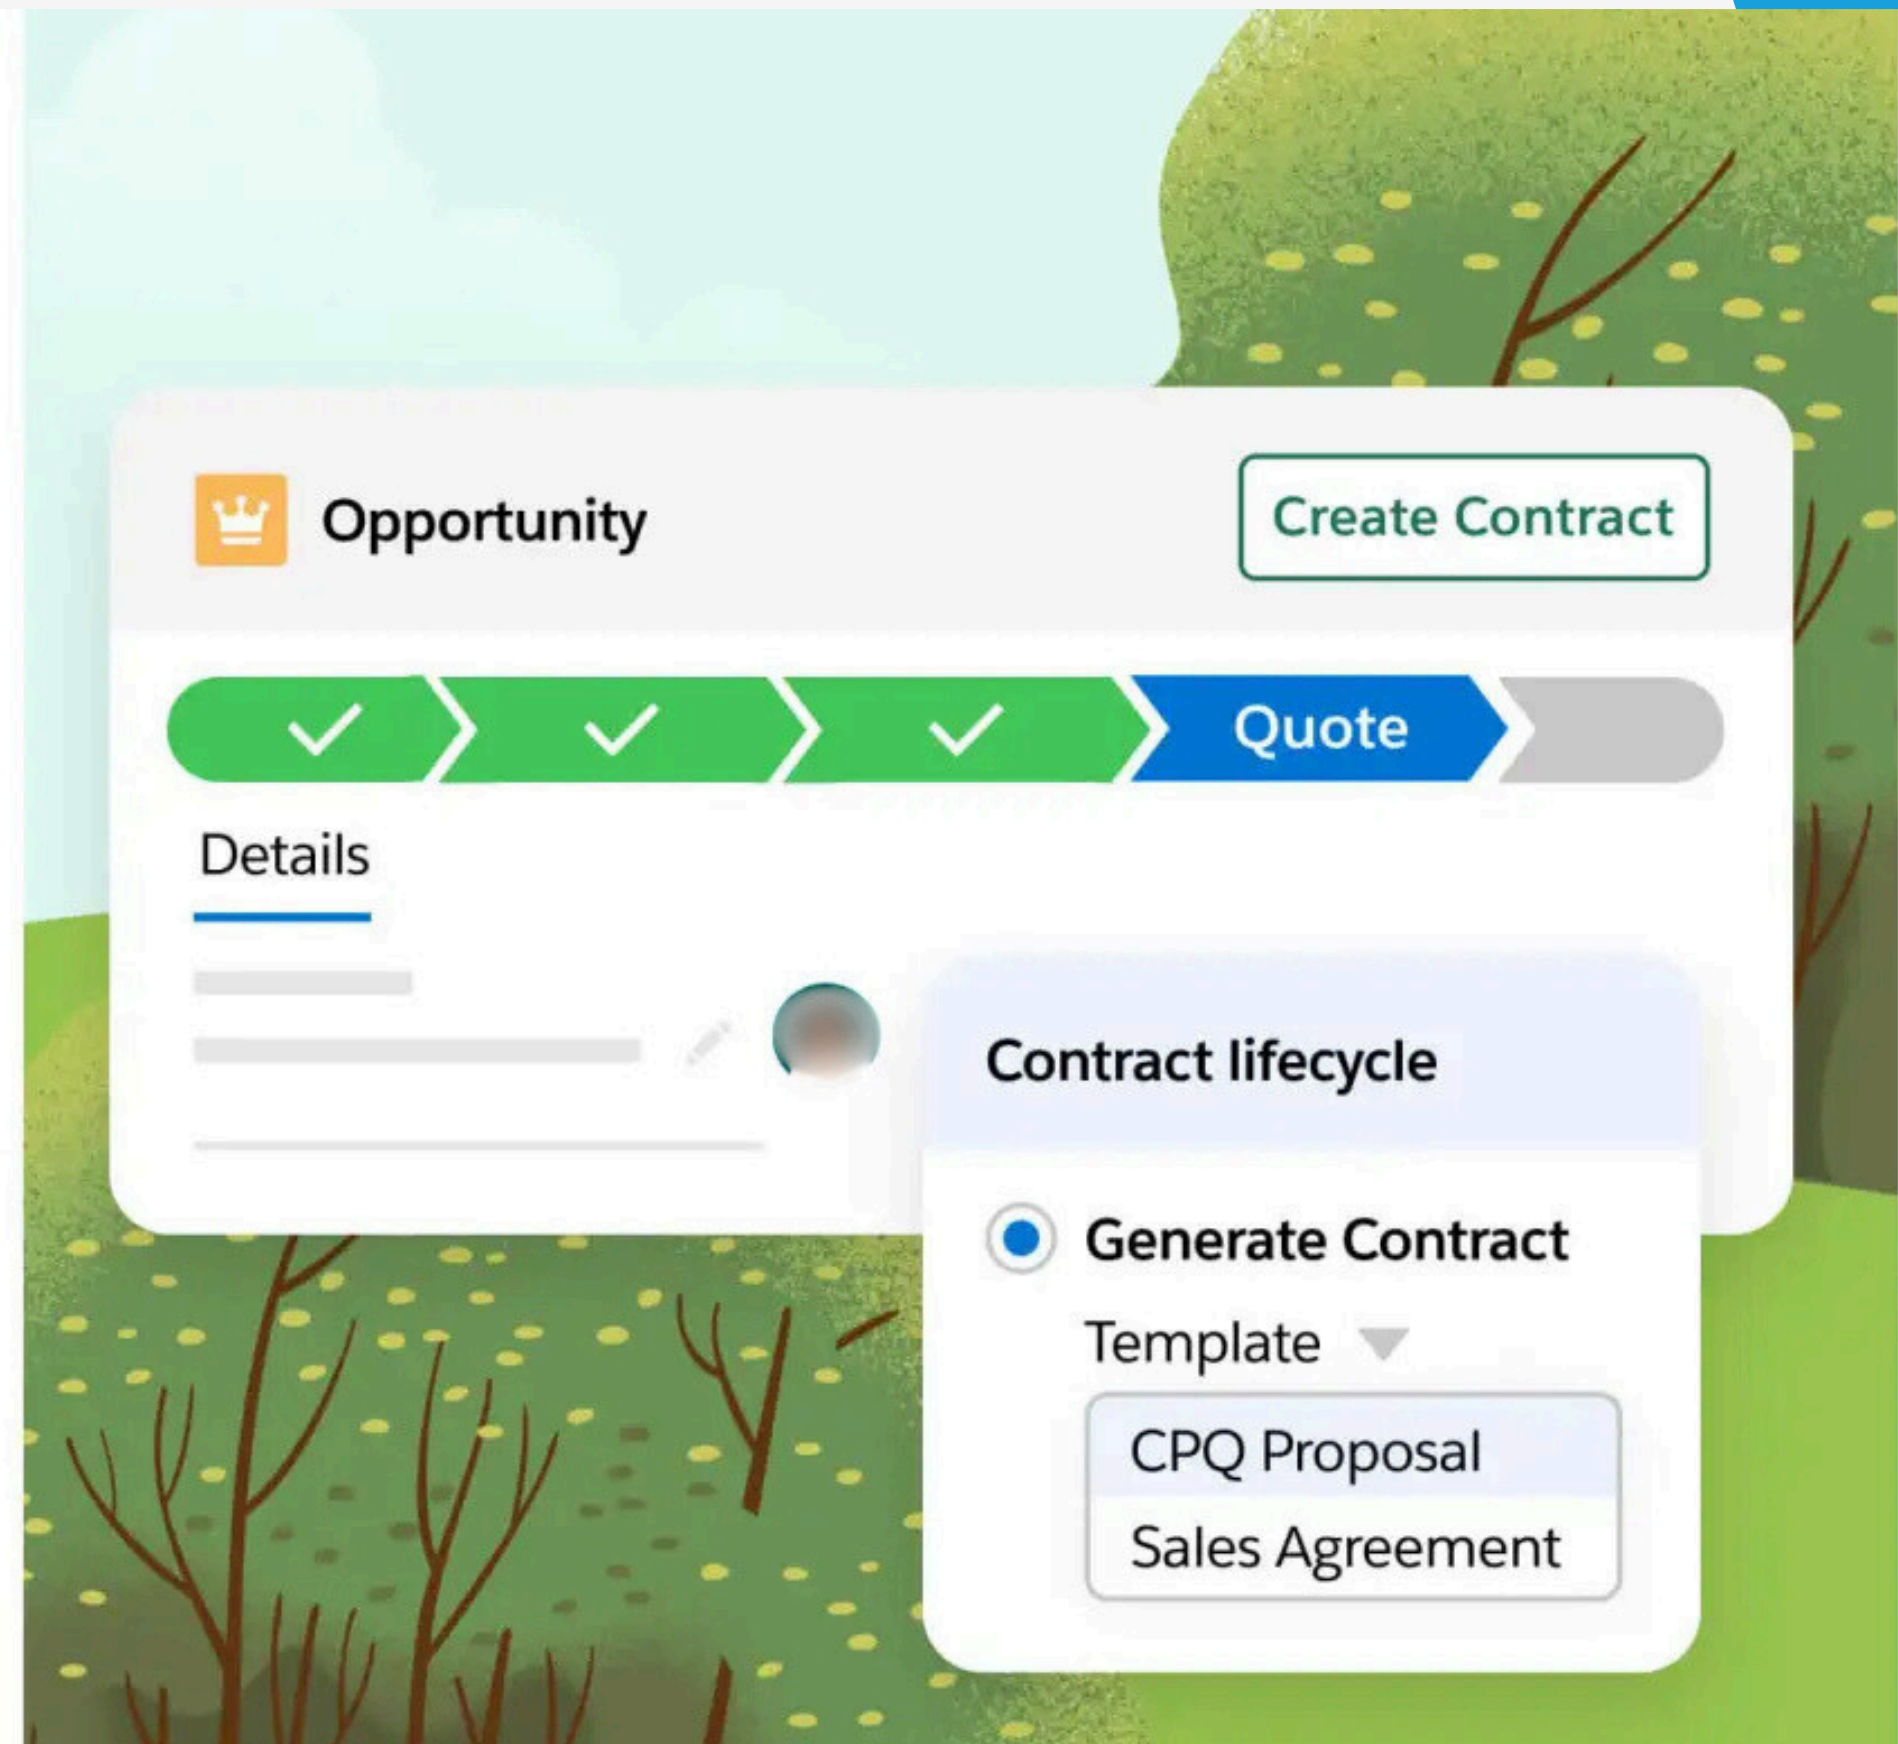 Opportunity
Create Contract
Quote
Details
Contract lifecycle
Generate Contract
Template
CPQ Proposal
Sales Agreement